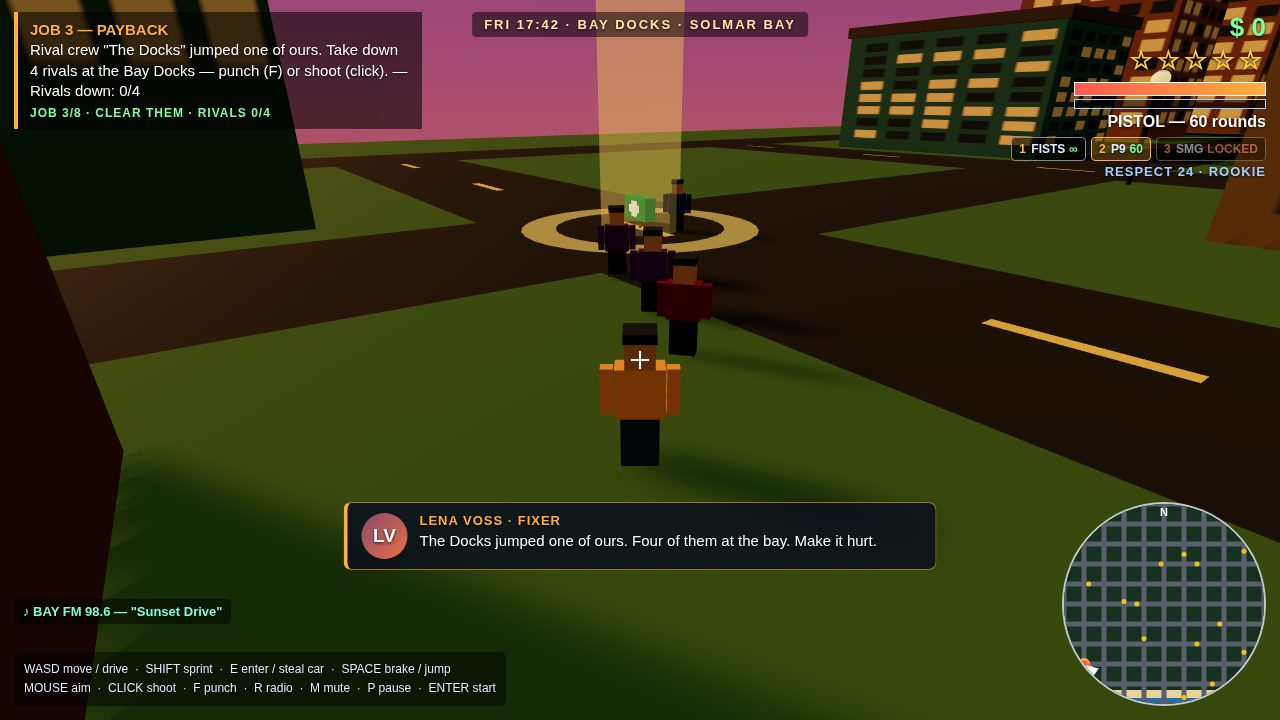 JOB 3 — PAYBACK
Rival crew "The Docks" jumped one of ours. Take down
4 rivals at the Bay Docks — punch (F) or shoot (click). —
Rivals down: 0/4
JOB 3/8 · CLEAR THEM · RIVALS 0/4
FRI 17:42 · BAY DOCKS · SOLMAR BAY
$ 0
☆☆☆☆☆
PISTOL — 60 rounds
1 FISTS ∞ 2 P9 60 3 SMG LOCKED
RESPECT 24 · ROOKIE
LV
LENA VOSS · FIXER
The Docks jumped one of ours. Four of them at the bay. Make it hurt.
N
♪ BAY FM 98.6 — "Sunset Drive"
WASD move / drive · SHIFT sprint · E enter / steal car · SPACE brake / jump
MOUSE aim · CLICK shoot · F punch · R radio · M mute · P pause · ENTER start